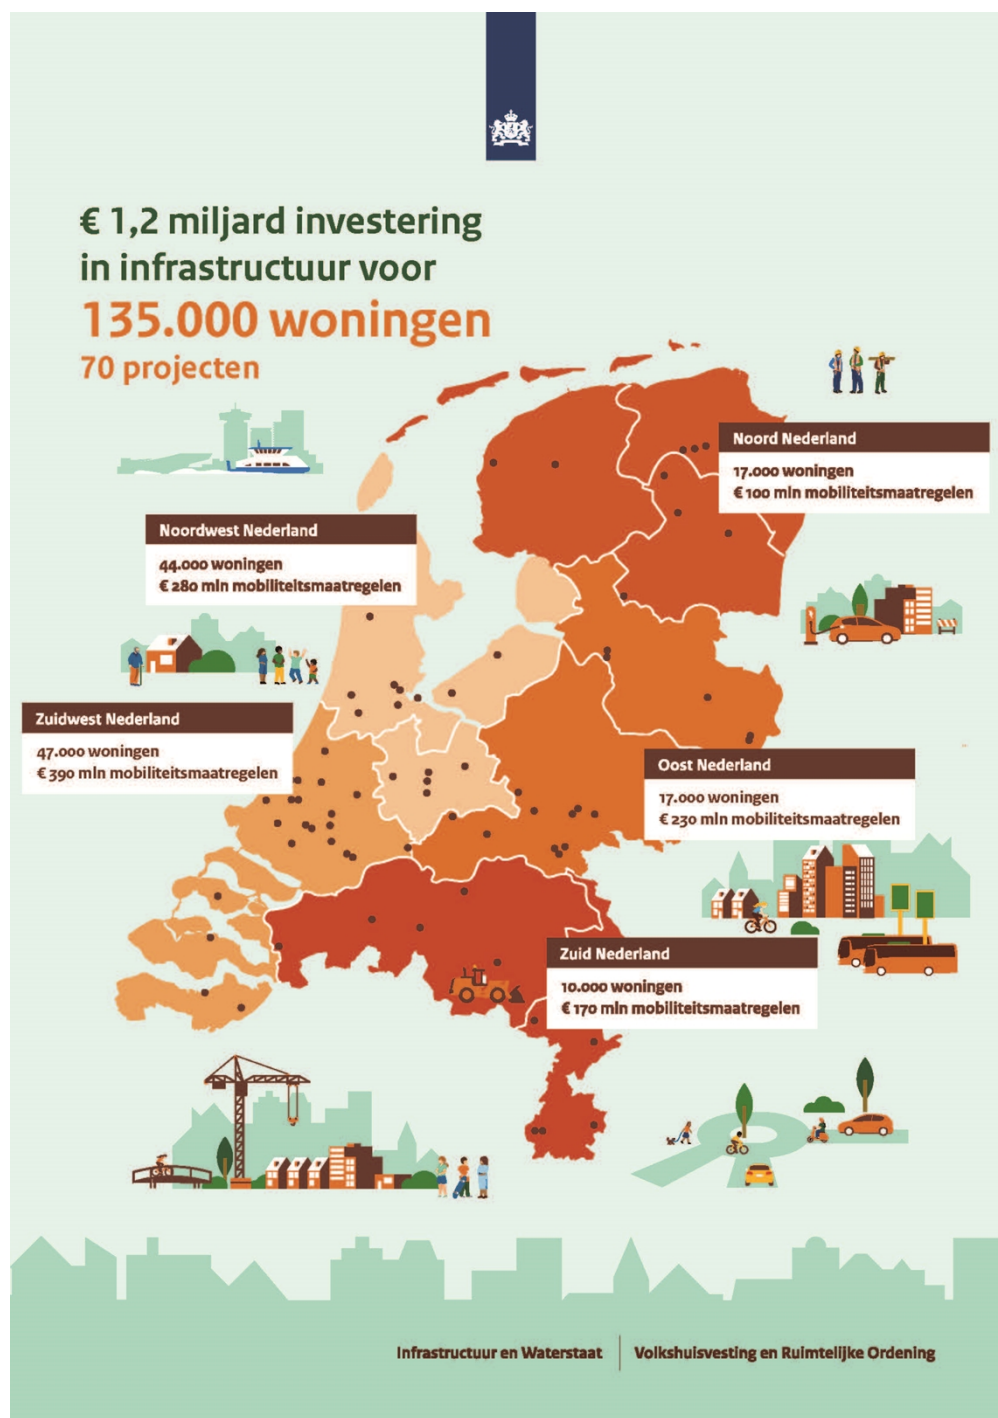 € 1,2 miljard investering
in infrastructuur voor
135.000 woningen
70 projecten
Noord Nederland
17.000 woningen
€ 100 mln mobiliteitsmaatregelen
Noordwest Nederland
44.000 woningen
€ 280 mln mobiliteitsmaatregelen
Zuidwest Nederland
47.000 woningen
€ 390 mln mobiliteitsmaatregelen
Oost Nederland
17.000 woningen
€ 230 mln mobiliteitsmaatregelen
Zuid Nederland
10.000 woningen
€ 170 mln mobiliteitsmaatregelen
Infrastructuur en Waterstaat
Volkshuisvesting en Ruimtelijke Ordening